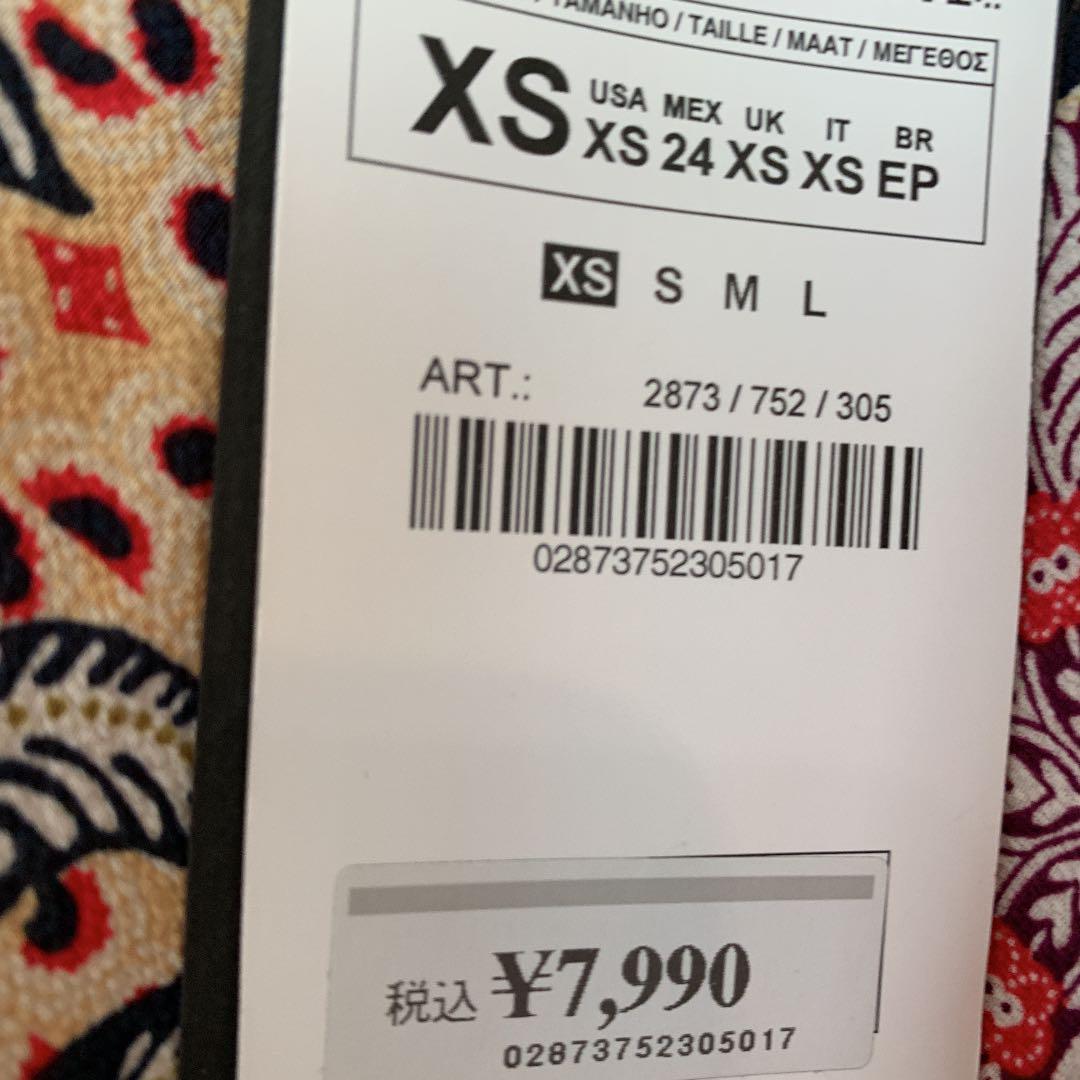 TAMANHO / TAILLE / MAAT / ΜΕΓΕΘΟΣ
XS
USA MEX UK IT BR
XS 24 XS XS EP
XS S M L
ART.: 2873 / 752 / 305
02873752305017
税込 ¥7,990
02873752305017